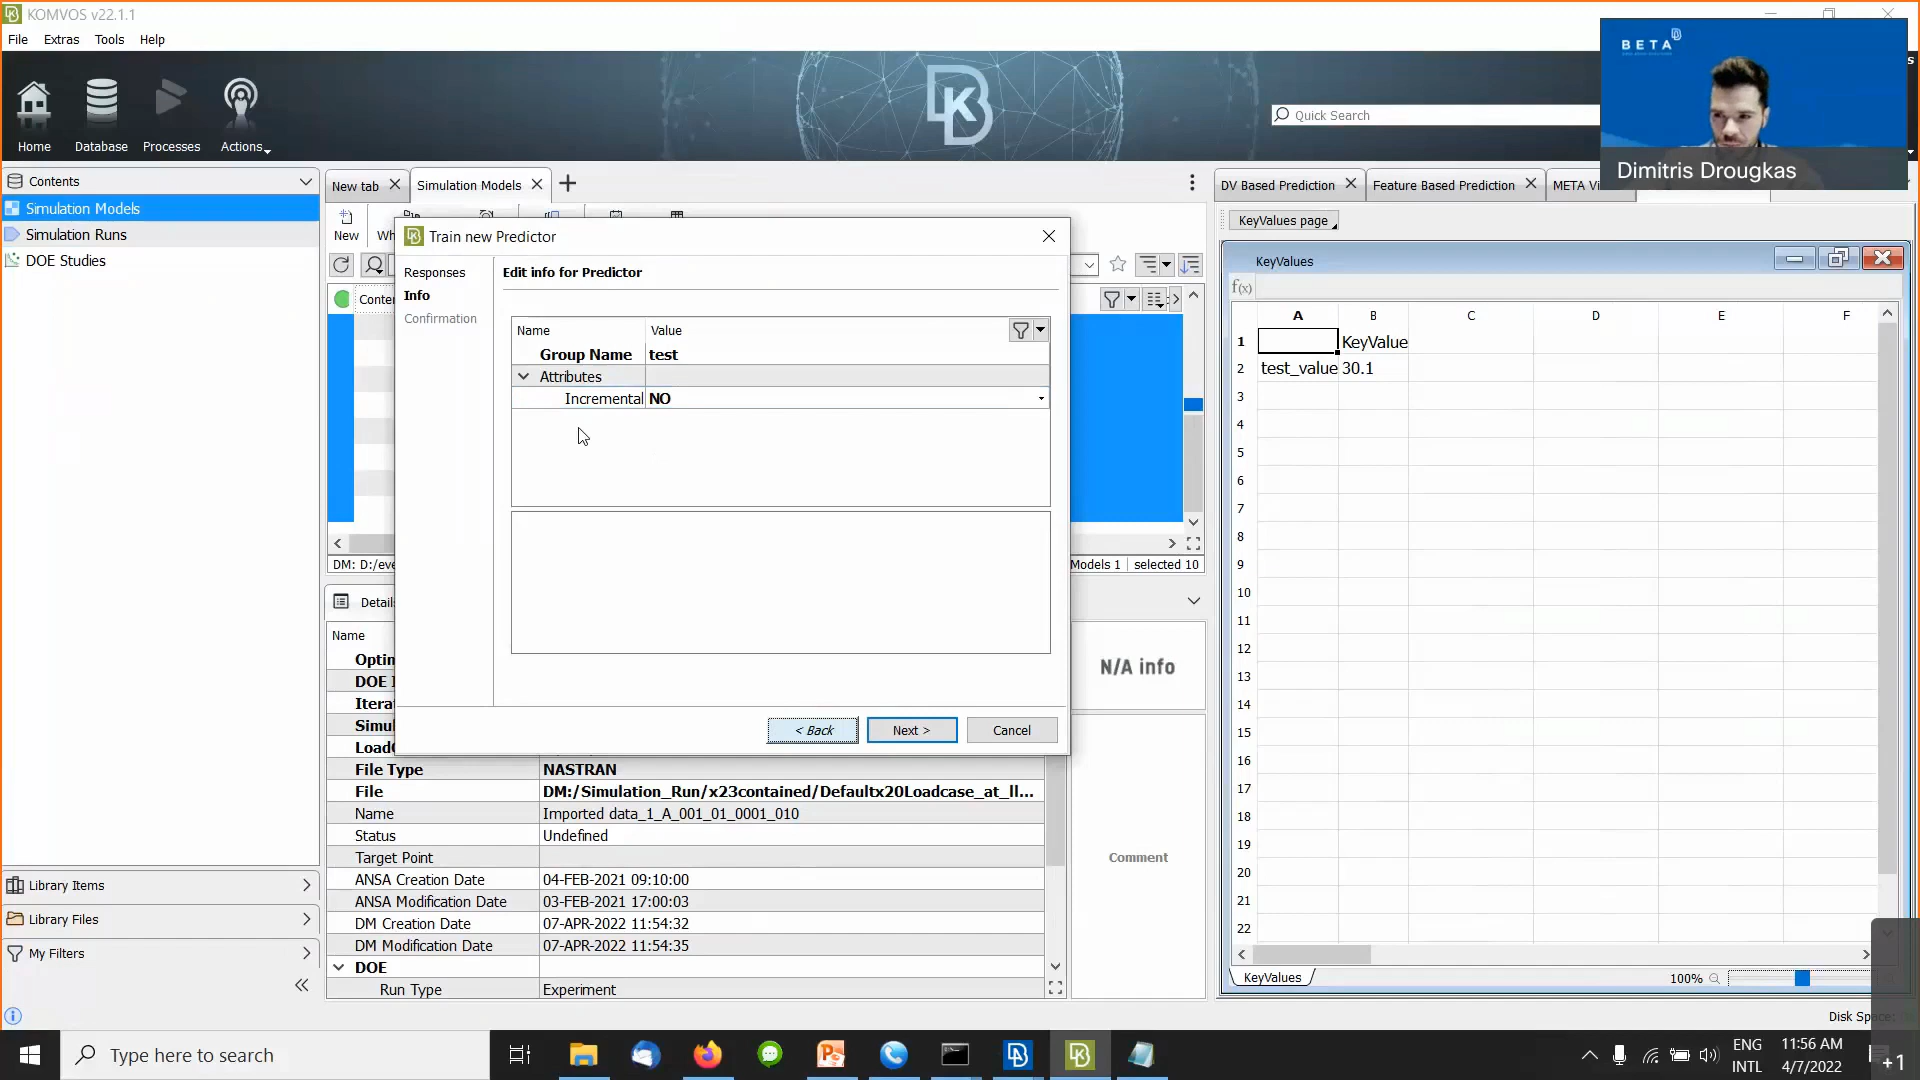 KOMVOS v22.1.1
File Extras Tools Help
BETA
Home Database Processes Actions
Quick Search
Dimitris Drougkas
Contents
Simulation Models
Simulation Runs
DOE Studies
New tab Simulation Models
New
Train new Predictor
Responses
Info
Confirmation
Edit info for Predictor
Name Value
Group Name test
Attributes
Incremental NO
< Back Next > Cancel
DM: D:/eve
Models 1 selected 10
Details
Name
DOE
File Type NASTRAN
File DM:/Simulation_Run/x23contained/Defaultx20Loadcase_at_ll...
Name Imported data_1_A_001_01_0001_010
Status Undefined
Target Point
ANSA Creation Date 04-FEB-2021 09:10:00
ANSA Modification Date 03-FEB-2021 17:00:03
DM Creation Date 07-APR-2022 11:54:32
DM Modification Date 07-APR-2022 11:54:35
DOE
Run Type Experiment
N/A info
Comment
DV Based Prediction Feature Based Prediction META Vi
KeyValues page
KeyValues
f(x)
A B C D E F
1 KeyValue
2 test_value 30.1
3
4
5
6
7
8
9
10
11
12
13
14
15
16
17
18
19
20
21
22
KeyValues
100%
Library Items
Library Files
My Filters
Disk Space:
Type here to search
ENG
INTL
11:56 AM
4/7/2022
+1